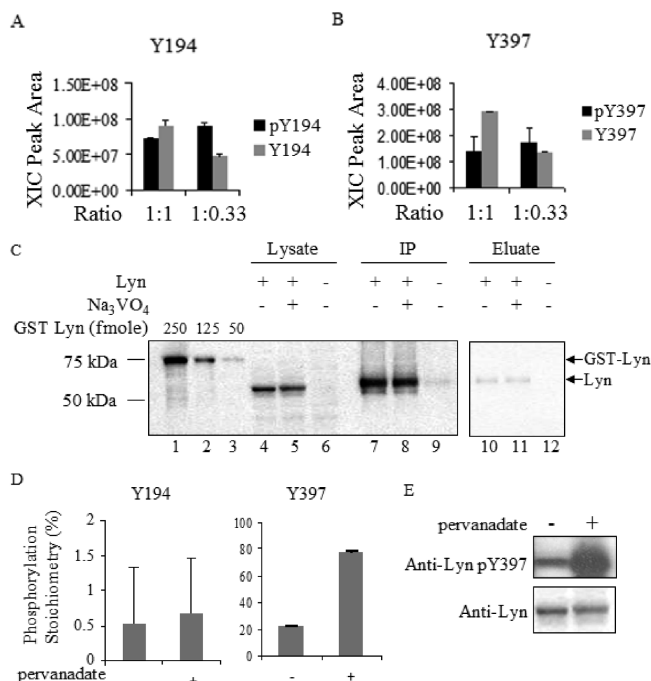 A
Y194
XIC Peak Area
1.50E+08
1.00E+08
5.00E+07
0.00E+00
pY194
Y194
Ratio 1:1 1:0.33
B
Y397
XIC Peak Area
4.00E+08
3.00E+08
2.00E+08
1.00E+08
0.00E+00
pY397
Y397
Ratio 1:1 1:0.33
C
Lysate IP Eluate
Lyn + + - + + - + + -
Na3VO4 - + - - + - - + -
GST Lyn (fmole) 250 125 50
75 kDa
50 kDa
GST-Lyn
Lyn
1 2 3 4 5 6 7 8 9 10 11 12
D
Y194
Phosphorylation
Stoichiometry (%)
2
1.5
1
0.5
0
pervanadate +
Y397
100
80
60
40
20
0
- +
E
pervanadate - +
Anti-Lyn pY397
Anti-Lyn